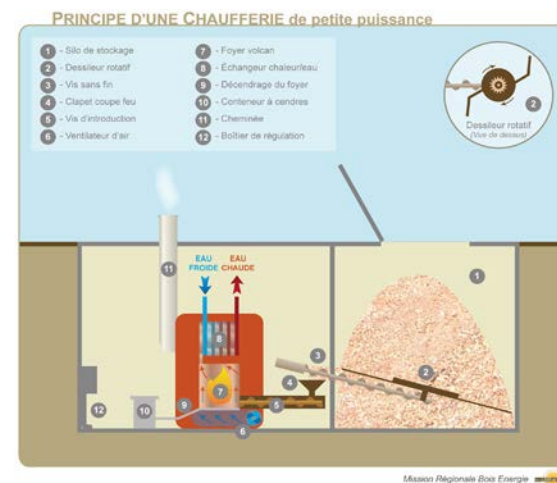 PRINCIPE D'UNE CHAUFFERIE de petite puissance
1 - Silo de stockage
2 - Dessileur rotatif
3 - Vis sans fin
4 - Clapet coupe feu
5 - Vis d'introduction
6 - Ventilateur d'air
7 - Foyer volcan
8 - Échangeur chaleur/eau
9 - Décendrage du foyer
10 - Conteneur à cendres
11 - Cheminée
12 - Boîtier de régulation
2
Dessileur rotatif
(Vue de dessus)
EAU FROIDE
EAU CHAUDE
11
1
8
3
2
4
7
5
12
10
9
6
Mission Régionale Bois Energie